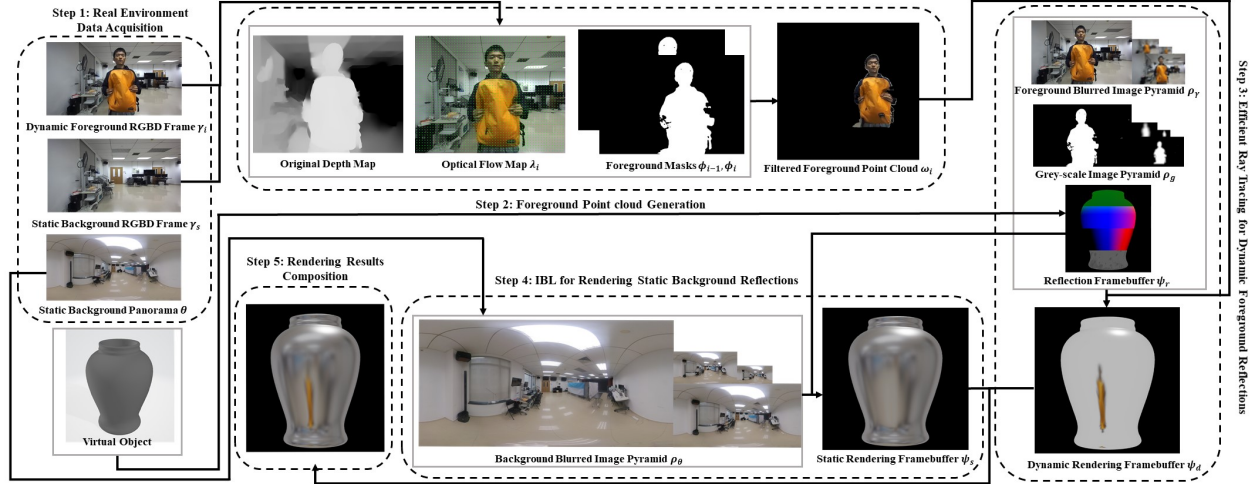 Step 1: Real Environment
Data Acquisition
Dynamic Foreground RGBD Frame γᵢ
Static Background RGBD Frame γₛ
Static Background Panorama θ
Virtual Object
Original Depth Map
Optical Flow Map λᵢ
Foreground Masks ϕᵢ₋₁, ϕᵢ
Filtered Foreground Point Cloud ωᵢ
Step 2: Foreground Point cloud Generation
Foreground Blurred Image Pyramid ργ
Grey-scale Image Pyramid ρg
Reflection Framebuffer ψᵣ
Dynamic Rendering Framebuffer ψd
Step 3: Efficient Ray Tracing for Dynamic Foreground Reflections
Step 4: IBL for Rendering Static Background Reflections
Background Blurred Image Pyramid ρθ
Static Rendering Framebuffer ψₛ
Step 5: Rendering Results
Composition